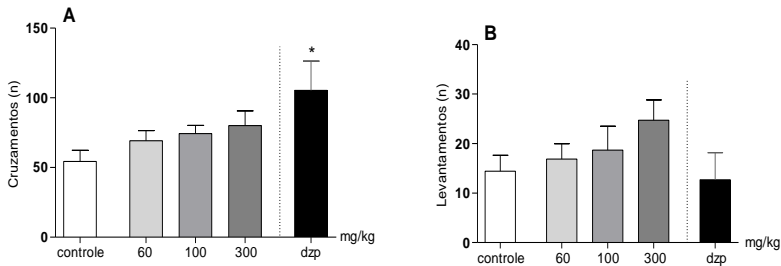 A
Cruzamentos (n)
150
100
50
0
*
controle 60 100 300 dzp mg/kg
B
Levantamentos (n)
40
30
20
10
0
controle 60 100 300 dzp mg/kg